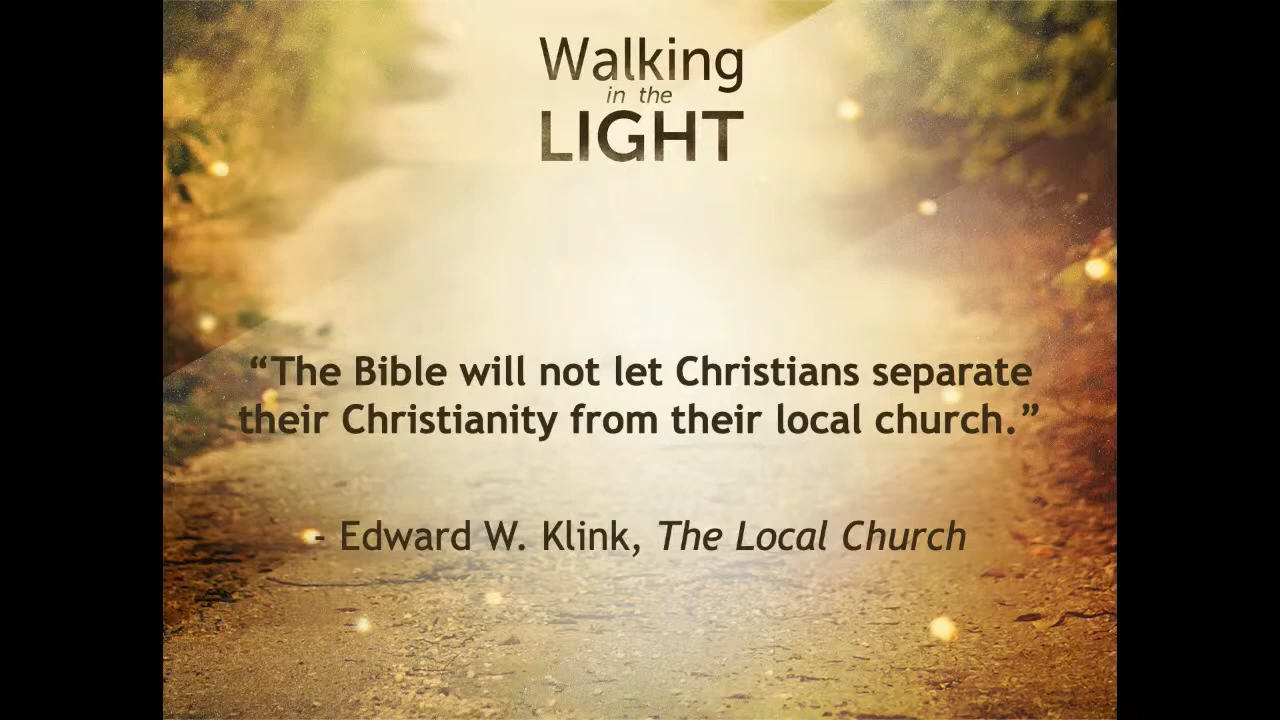 Walking
in the
LIGHT
“The Bible will not let Christians separate
their Christianity from their local church.”
- Edward W. Klink, The Local Church